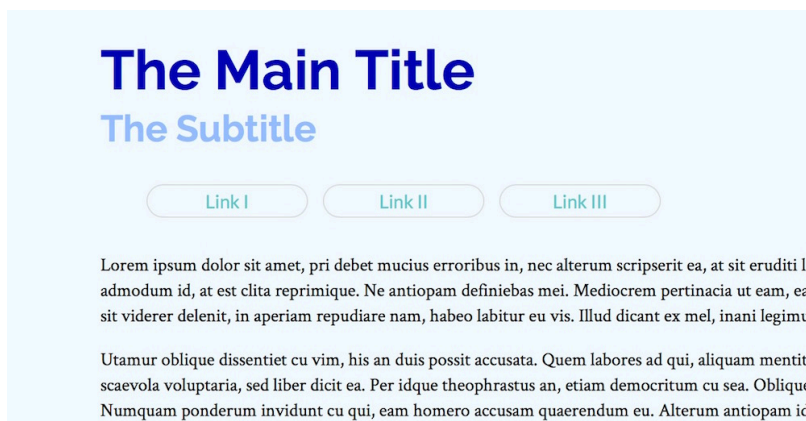 The Main Title
The Subtitle
Link I
Link II
Link III
Lorem ipsum dolor sit amet, pri debet mucius erroribus in, nec alterum scripserit ea, at sit eruditi
admodum id, at est clita reprimique. Ne antiopam definiebas mei. Mediocrem pertinacia ut eam,
sit viderer delenit, in aperiam repudiare nam, habeo labitur eu vis. Illud dicant ex mel, inani
Utamur oblique dissentiet cu vim, his an duis possit accusata. Quem labores ad qui, aliquam
scaevola voluptaria, sed liber dicit ea. Per idque theophrastus an, etiam democritum cu sea.
Numquam ponderum invidunt cu qui, eam homero accusam quaerendum eu. Alterum antiopam